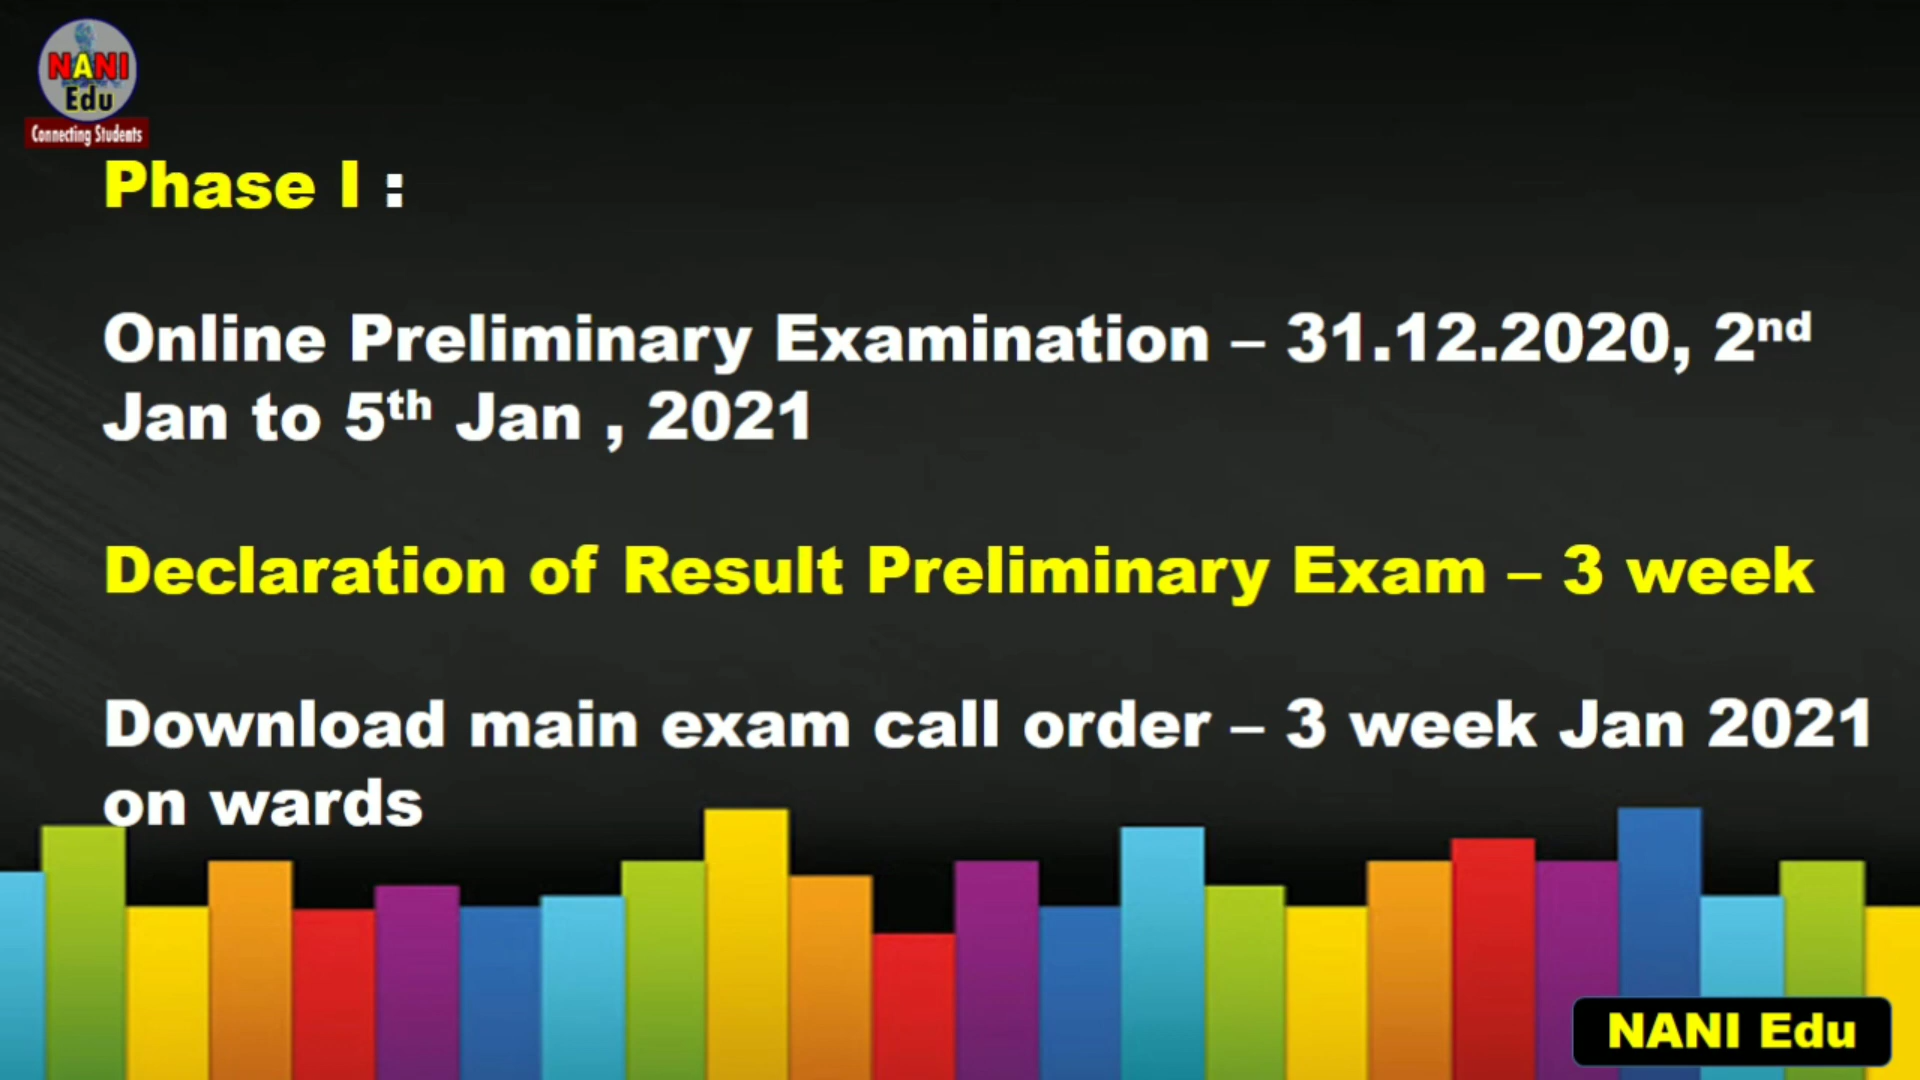 NANI
Edu
Connecting Students
Phase I :
Online Preliminary Examination – 31.12.2020, 2nd
Jan to 5th Jan , 2021
Declaration of Result Preliminary Exam – 3 week
Download main exam call order – 3 week Jan 2021
on wards
NANI Edu